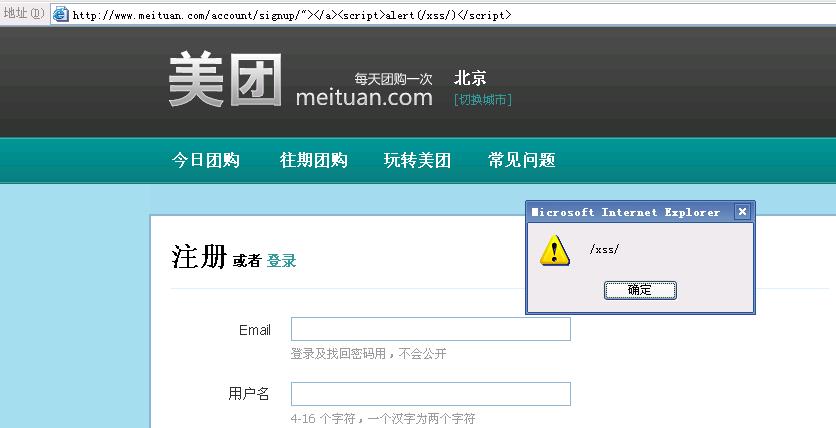 地址(D) http://www.meituan.com/account/signup/"></a><script>alert(/xss/)</script>
美团
每天团购一次
meituan.com
北京
[切换城市]
今日团购 往期团购 玩转美团 常见问题
Microsoft Internet Explorer
/xss/
确定
注册 或者 登录
Email
登录及找回密码用，不会公开
用户名
4-16 个字符，一个汉字为两个字符